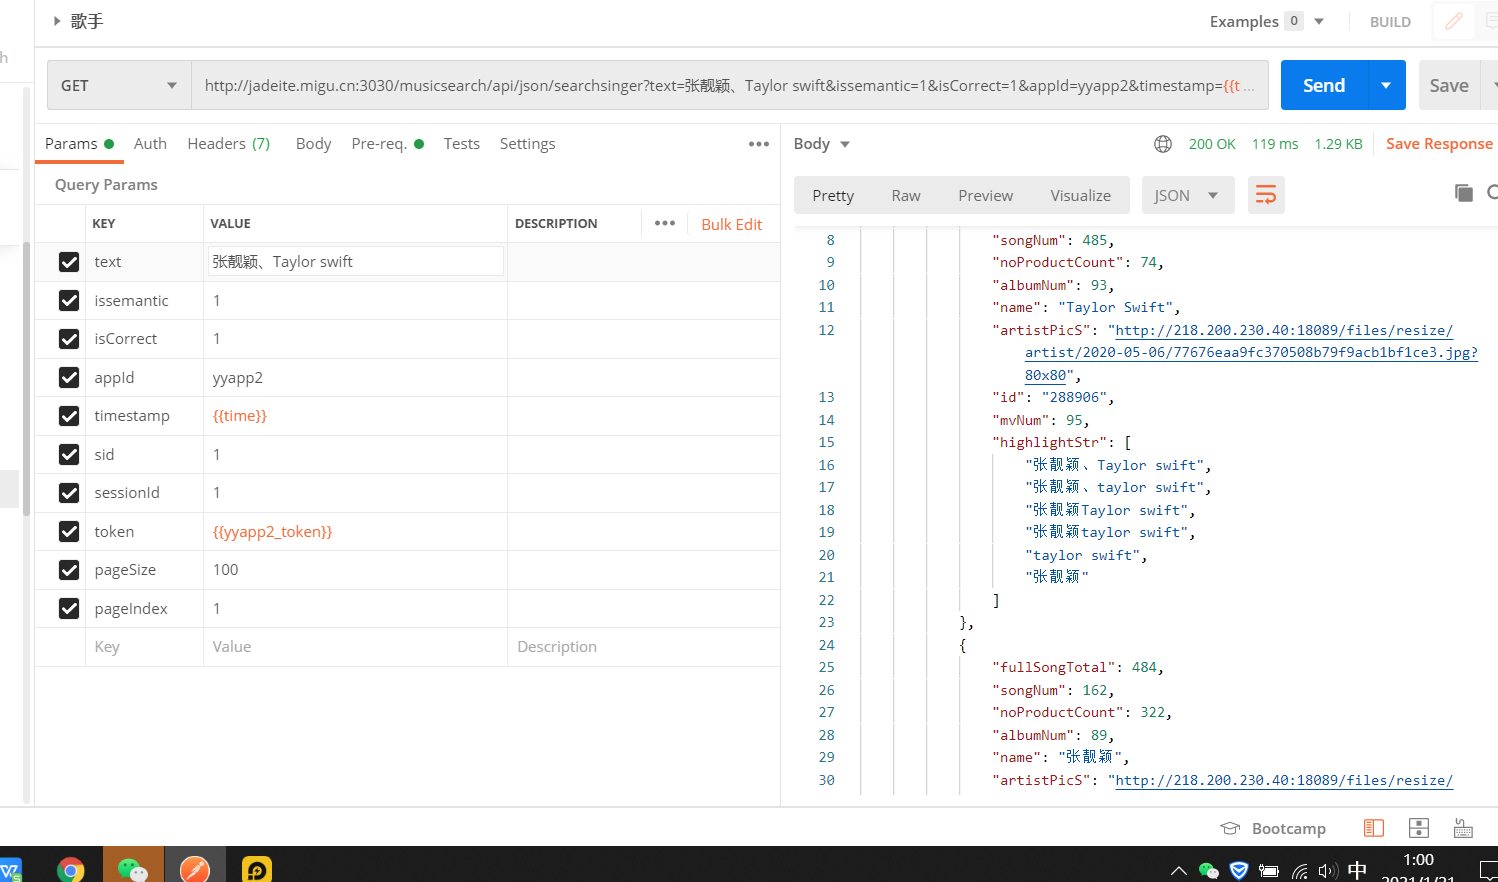 歌手
Examples 0
BUILD
h
GET
http://jadeite.migu.cn:3030/musicsearch/api/json/searchsinger?text=张靓颖、Taylor swift&issemantic=1&isCorrect=1&appId=yyapp2&timestamp={{t ...
Send
Save
Params Auth Headers (7) Body Pre-req. Tests Settings
Query Params
KEY VALUE DESCRIPTION Bulk Edit
text 张靓颖、Taylor swift
issemantic 1
isCorrect 1
appId yyapp2
timestamp {{time}}
sid 1
sessionId 1
token {{yyapp2_token}}
pageSize 100
pageIndex 1
Key Value Description
Body 200 OK 119 ms 1.29 KB Save Response
Pretty Raw Preview Visualize JSON
8 "songNum": 485,
9 "noProductCount": 74,
10 "albumNum": 93,
11 "name": "Taylor Swift",
12 "artistPicS": "http://218.200.230.40:18089/files/resize/
artist/2020-05-06/77676eaa9fc370508b79f9acb1bf1ce3.jpg?
80x80",
13 "id": "288906",
14 "mvNum": 95,
15 "highlightStr": [
16 "张靓颖、Taylor swift",
17 "张靓颖、taylor swift",
18 "张靓颖Taylor swift",
19 "张靓颖taylor swift",
20 "taylor swift",
21 "张靓颖"
22 ]
23 },
24 {
25 "fullSongTotal": 484,
26 "songNum": 162,
27 "noProductCount": 322,
28 "albumNum": 89,
29 "name": "张靓颖",
30 "artistPicS": "http://218.200.230.40:18089/files/resize/
Bootcamp
中
1:00
2021/1/31